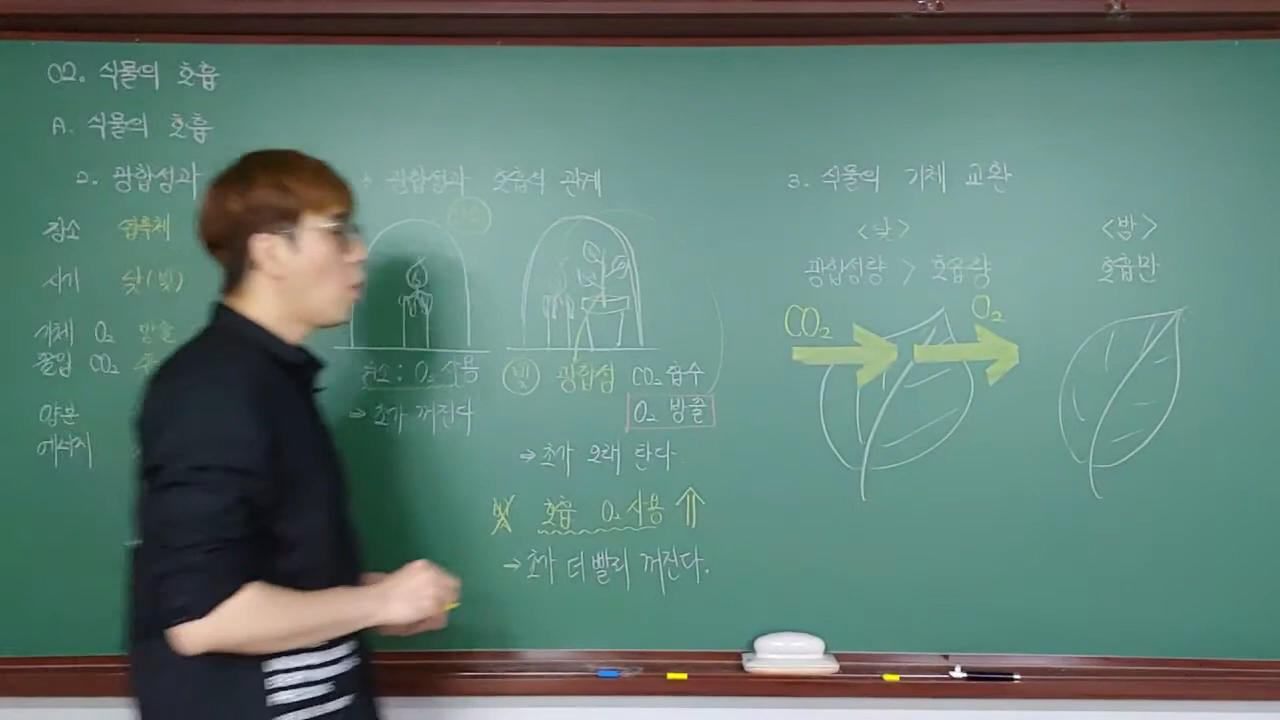 02. 식물의 호흡
A. 식물의 호흡
2. 광합성과
장소 엽록체
시기 낮(빛)
기체 O₂ 방출
출입 CO₂
양분
에너지
광합성과 호흡의 관계
초 : O₂ 사용
⇒ 초가 꺼진다
빛 광합성 CO₂ 흡수
O₂ 방출
⇒ 초가 오래 탄다
호흡 O₂ 사용 ⇑
→ 초가 더 빨리 꺼진다.
3. 식물의 기체 교환
<낮>
광합성량 > 호흡량
CO₂ O₂
<밤>
호흡만